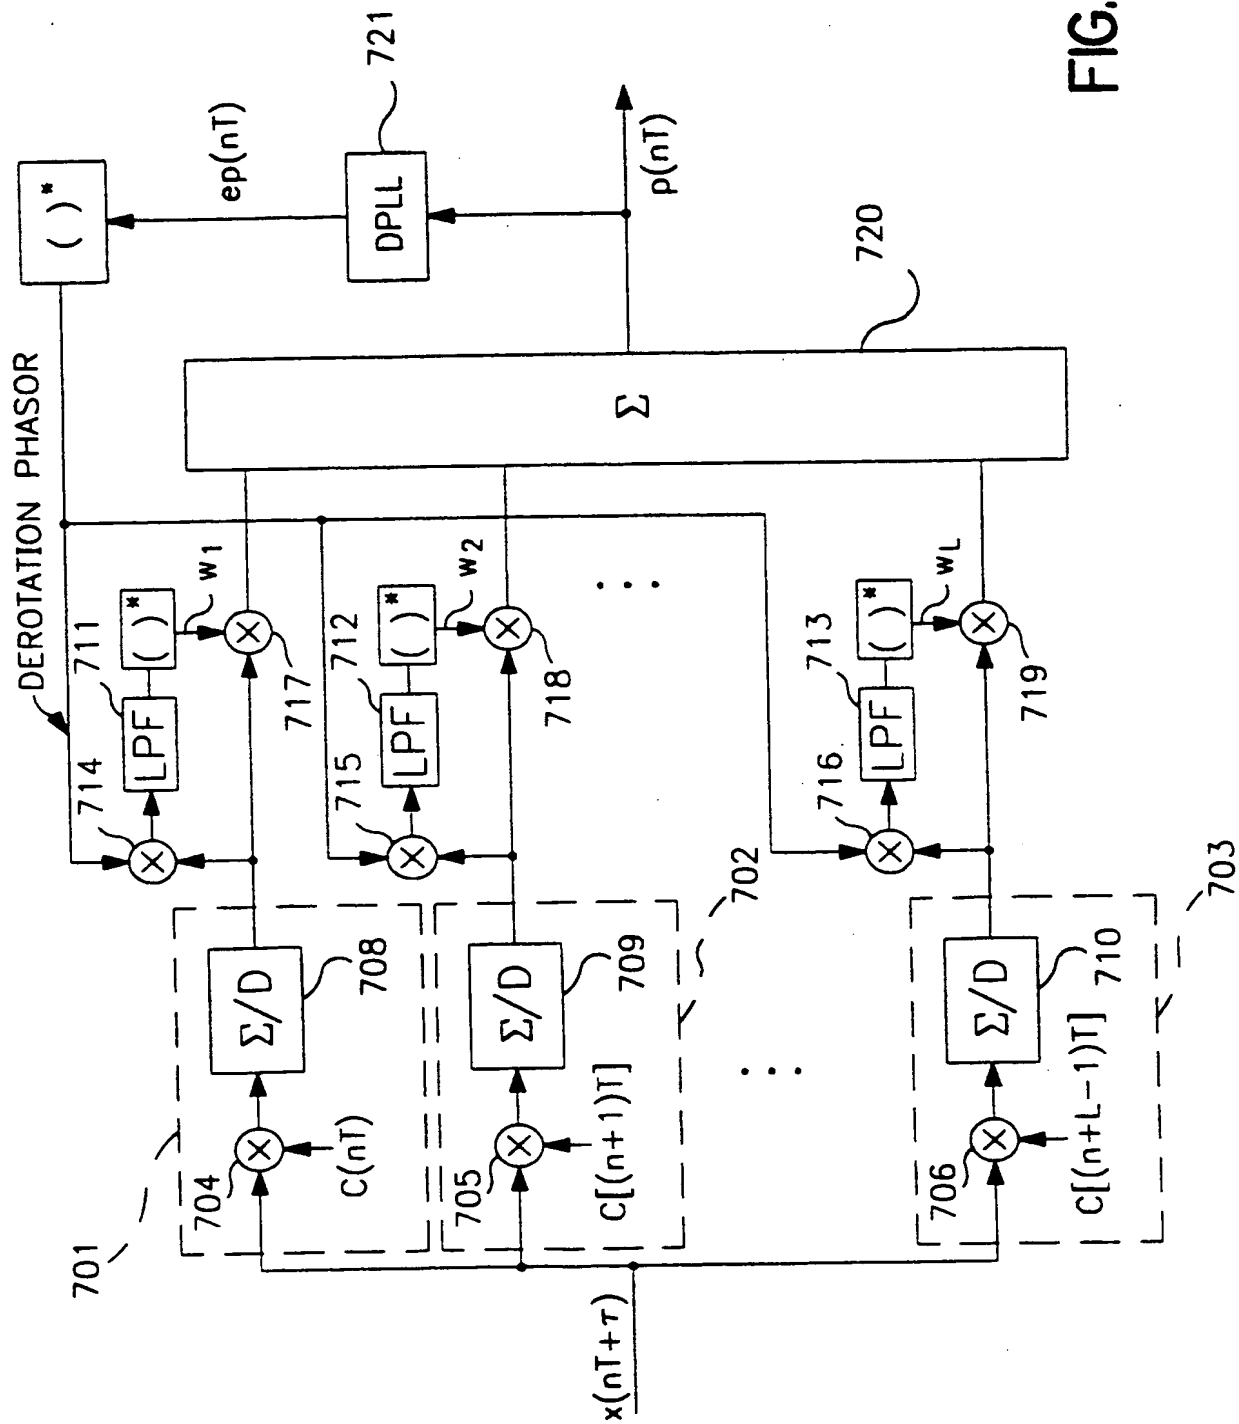 FIG.
DEROTATION PHASOR
( )*
ep(nT)
DPLL
721
p(nT)
Σ
720
701
704
C(nT)
Σ/D
708
714
LPF
711
( )*
w1
717
705
C[(n+1)T]
Σ/D
709
702
715
LPF
712
( )*
w2
718
x(nT+τ)
706
C[(n+L-1)T]
Σ/D
710
703
716
LPF
713
( )*
wL
719